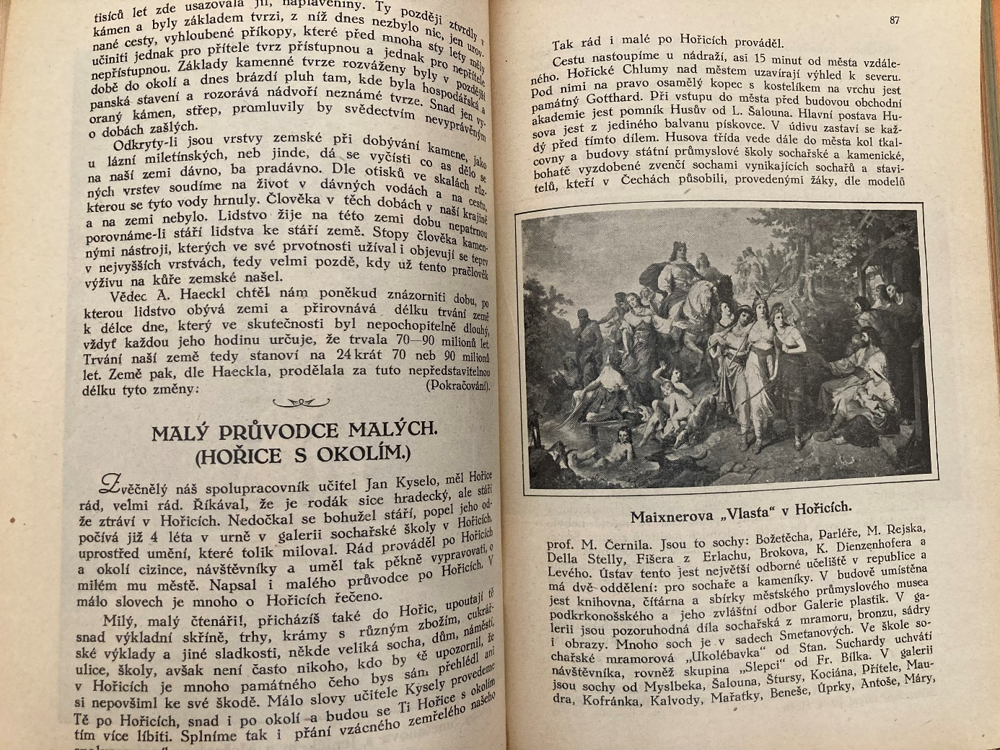 tisíců let zde usazovala jíl, naplaveniny. Ty později ztvrdly v
kámen a byly základem tvrzi, z níž dnes nezbylo nic, jen urov-
nané cesty, vyhloubené příkopy, které před mnoha sty lety měly
učiniti jednak pro přítele tvrz přístupnou a jednak pro nepřítele
nepřístupnou. Základy kamenné tvrze rozváženy byly v pozdější
době do okolí a dnes brázdí pluh tam, kde byla hospodářská a
panská stavení a rozorává nádvoří neznámé tvrze. Snad jen vy-
oraný kámen, střep, promluvily by svědectvím nevyprávěným
o dobách zašlých.
Odkryty-li jsou vrstvy zemské při dobývání kamene, jako
u lázní miletínských, neb jinde, dá se vyčísti co as dělo se
na naší zemi dávno, ba pradávno. Dle otisků ve skalách růz-
ných vrstev soudíme na život v dávných vodách a na cestu,
kterou se tyto vody hrnuly. Člověka v těch dobách v naší krajině
a na zemi nebylo. Lidstvo žije na této zemi dobu nepatrnou
porovnáme-li stáří lidstva ke stáří země. Stopy člověka kamen-
nými nástroji, kterých ve své prvotnosti užíval i objevují se teprv
v nejvyšších vrstvách, tedy velmi pozdě, kdy už tento pračlověk
výživu na kůře zemské našel.
Vědec A. Haeckl chtěl nám poněkud znázorniti dobu, po
kterou lidstvo obývá zemi a přirovnává délku trvání země
k délce dne, který ve skutečnosti byl nepochopitelně dlouhý,
vždyť každou jeho hodinu určuje, že trvala 70—90 milionů let.
Trvání naší země tedy stanoví na 24krát 70 neb 90 milionů
let. Země pak, dle Haeckla, prodělala za tuto nepředstavitelnou
délku tyto změny: (Pokračování).
MALÝ PRŮVODCE MALÝCH.
(HOŘICE S OKOLÍM.)
Zvěčnělý náš spolupracovník učitel Jan Kyselo, měl Hořice
rád, velmi rád. Říkával, že je rodák sice hradecký, ale stáří
že ztráví v Hořicích. Nedočkal se bohužel stáří, popel jeho od-
počívá již 4 léta v urně v galerii sochařské školy v Hořicích,
uprostřed umění, které tolik miloval. Rád prováděl po Hořicích
a okolí cizince, návštěvníky a uměl tak pěkně vypravovati, o
milém mu městě. Napsal i malého průvodce po Hořicích. V
málo slovech je mnoho o Hořicích řečeno.
Milý, malý čtenáři!, přicházíš také do Hořic, upoutají tě
snad výkladní skříně, trhy, krámy s různým zbožím, cukrář-
ské výklady a jiné sladkosti, někde veliká socha, dům, náměstí,
ulice, školy, avšak není často nikoho, kdo by tě upozornil, že
v Hořicích je mnoho památného čeho bys sám přehlédl ani
si nepovšiml ke své škodě. Málo slovy učitele Kysely provedeme
Tě po Hořicích, snad i po okolí a budou se Ti Hořice s okolím
tím více líbiti. Splníme tak i přání vzácného zemřelého našeho
87
Tak rád i malé po Hořicích prováděl.
Cestu nastoupíme u nádraží, asi 15 minut od města vzdále-
ného. Hořické Chlumy nad městem uzavírají výhled k severu.
Pod nimi na pravo osamělý kopec s kostelíkem na vrchu jest
památný Gotthard. Při vstupu do města před budovou obchodní
akademie jest pomník Husův od L. Šalouna. Hlavní postava Hu-
sova jest z jediného balvanu pískovce. V údivu zastaví se kaž-
dý před tímto dílem. Husova třída vede dále do města kol tkal-
covny a budovy státní průmyslové školy sochařské a kamenické,
bohatě vyzdobené zvenčí sochami vynikajících sochařů a stavi-
telů, kteří v Čechách působili, provedenými žáky, dle modelů
Maixnerova „Vlasta" v Hořicích.
prof. M. Černila. Jsou to sochy: Božetěcha, Parléře, M. Rejska,
Della Stelly, Fišera z Erlachu, Brokova, K. Dienzenhofera a
Levého. Ústav tento jest největší odborné učeliště v republice a
má dvě oddělení: pro sochaře a kameníky. V budově umístěna
jest knihovna, čítárna a sbírky městského průmyslového musea
podkrkonošského a jeho zvláštní odbor Galerie plastik. V ga-
lerii jsou pozoruhodná díla sochařská z mramoru, bronzu, sádry
i obrazy. Mnoho soch je v sadech Smetanových. Ve škole so-
chařské mramorová „Ukolébavka" od Stan. Suchardy uchvátí
návštěvníka, rovněž skupina „Slepci" od Fr. Bílka. V galerii
jsou sochy od Myslbeka, Šalouna, Štursy, Kociána, Přítele, Mau-
dra, Kofránka, Kalvody, Mařatky, Beneše, Úprky, Antoše, Máry,